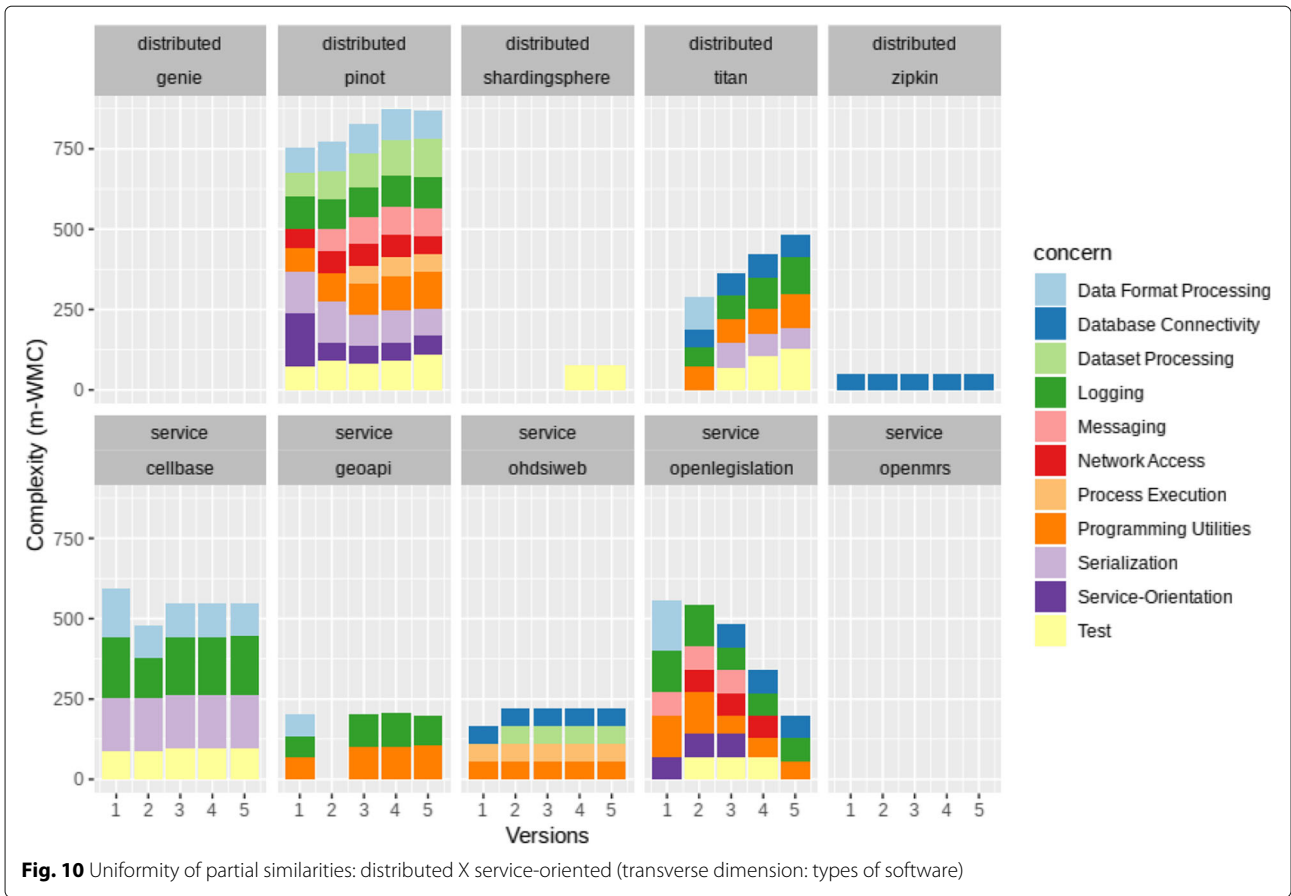 distributed
genie
distributed
pinot
distributed
shardingsphere
distributed
titan
distributed
zipkin
750
500
250
0
service
cellbase
service
geoapi
service
ohdsiweb
service
openlegislation
service
openmrs
750
500
250
0
1 2 3 4 5
1 2 3 4 5
1 2 3 4 5
1 2 3 4 5
1 2 3 4 5
Complexity (m-WMC)
Versions
concern
Data Format Processing
Database Connectivity
Dataset Processing
Logging
Messaging
Network Access
Process Execution
Programming Utilities
Serialization
Service-Orientation
Test
Fig. 10 Uniformity of partial similarities: distributed X service-oriented (transverse dimension: types of software)